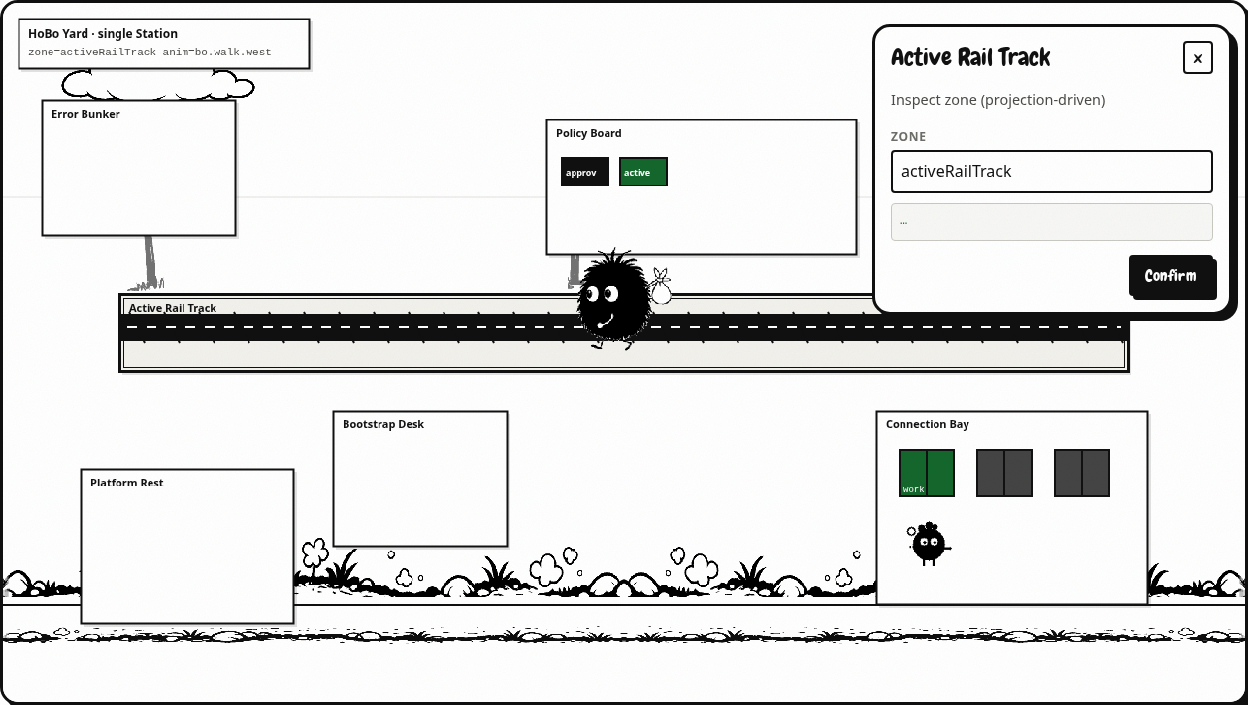 HoBo Yard · single Station
zone=activeRailTrack anim=bo.walk.west
Error Bunker
Policy Board
approv
active
Active Rail Track
x
Inspect zone (projection-driven)
ZONE
activeRailTrack
…
Confirm
Active Rail Track
Bootstrap Desk
Connection Bay
work
Platform Rest